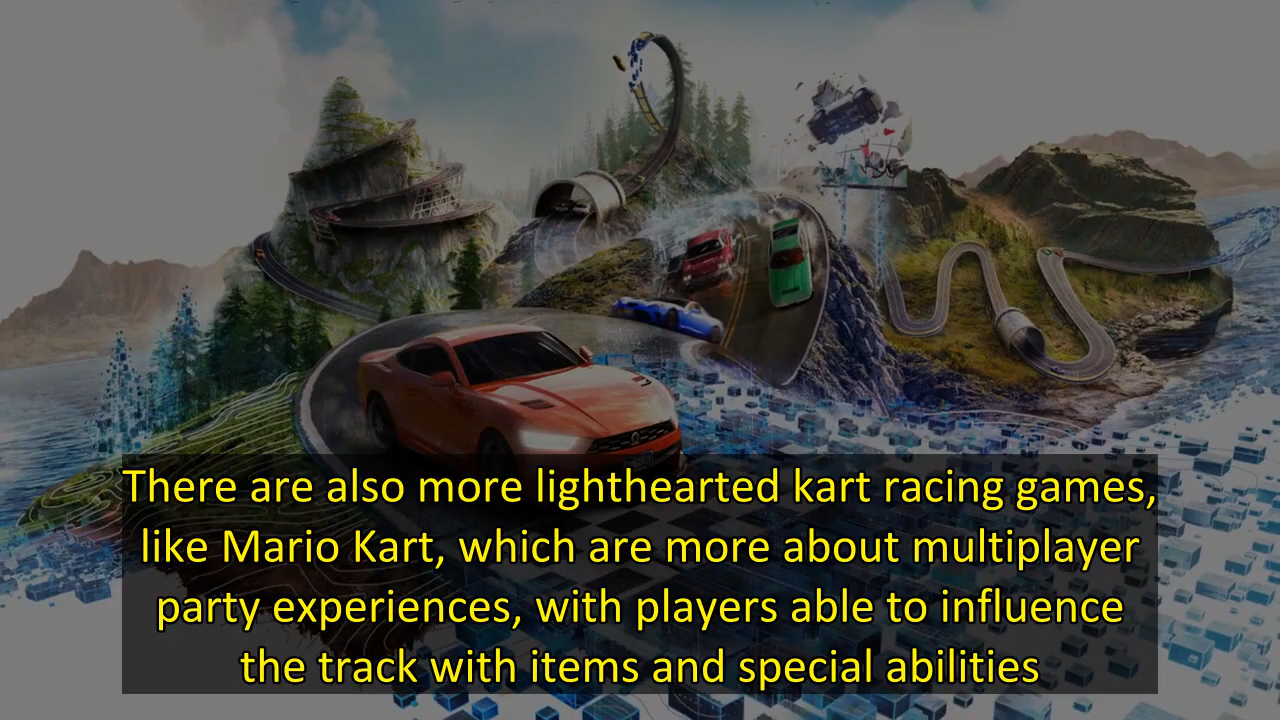 There are also more lighthearted kart racing games,
like Mario Kart, which are more about multiplayer
party experiences, with players able to influence
the track with items and special abilities